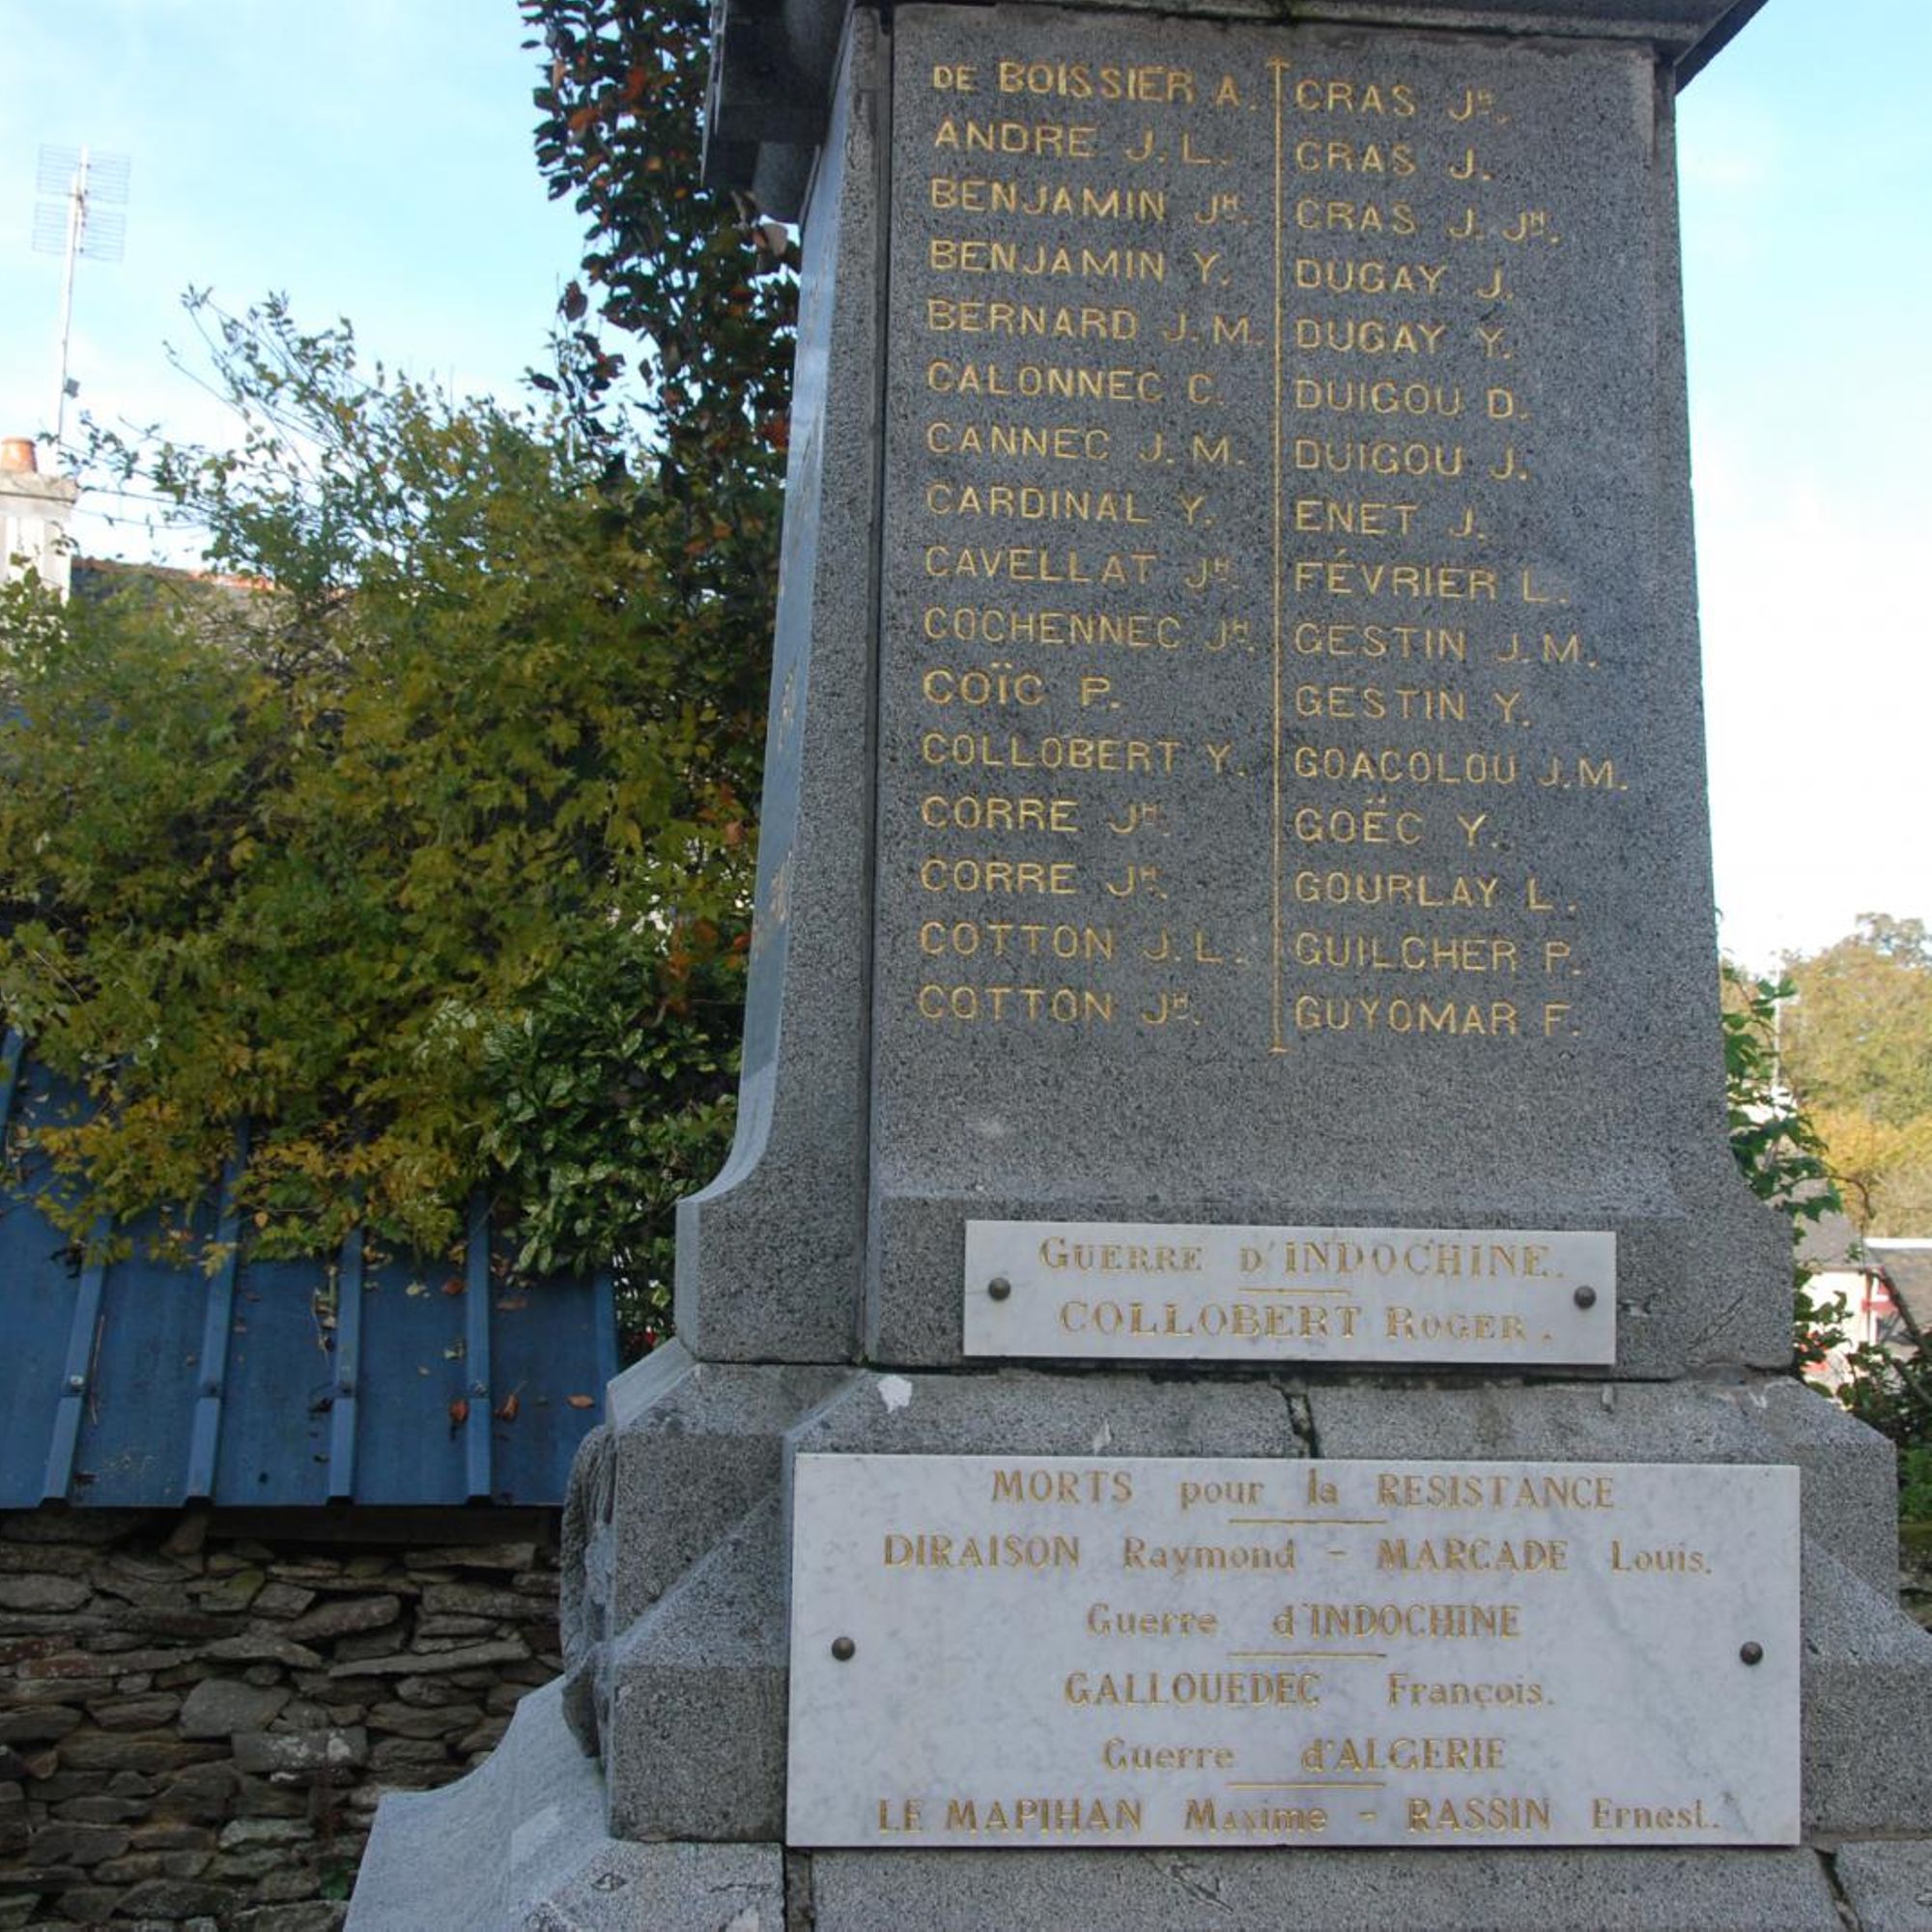 DE BOISSIER A.
ANDRE J. L.
BENJAMIN Jᴴ.
BENJAMIN Y.
BERNARD J. M.
CALONNEC C.
CANNEC J. M.
CARDINAL Y.
CAVELLAT Jᴴ.
COCHENNEC Jᴴ.
COÏC P.
COLLOBERT Y.
CORRE Jᴴ.
CORRE Jᴴ.
COTTON J. L.
COTTON Jᴴ.
CRAS Jᴴ.
CRAS J.
CRAS J. Jᴴ.
DUGAY J.
DUGAY Y.
DUIGOU D.
DUIGOU J.
ENET J.
FÉVRIER L.
GESTIN J. M.
GESTIN Y.
GOACOLOU J. M.
GOËC Y.
GOURLAY L.
GUILCHER P.
GUYOMAR F.
GUERRE D'INDOCHINE.
COLLOBERT ROGER.
MORTS pour la RESISTANCE
DIRAISON Raymond - MARCADE Louis.
Guerre d'INDOCHINE
GALLOUEDEC François.
Guerre d'ALGERIE
LE MAPIHAN Maxime - RASSIN Ernest.